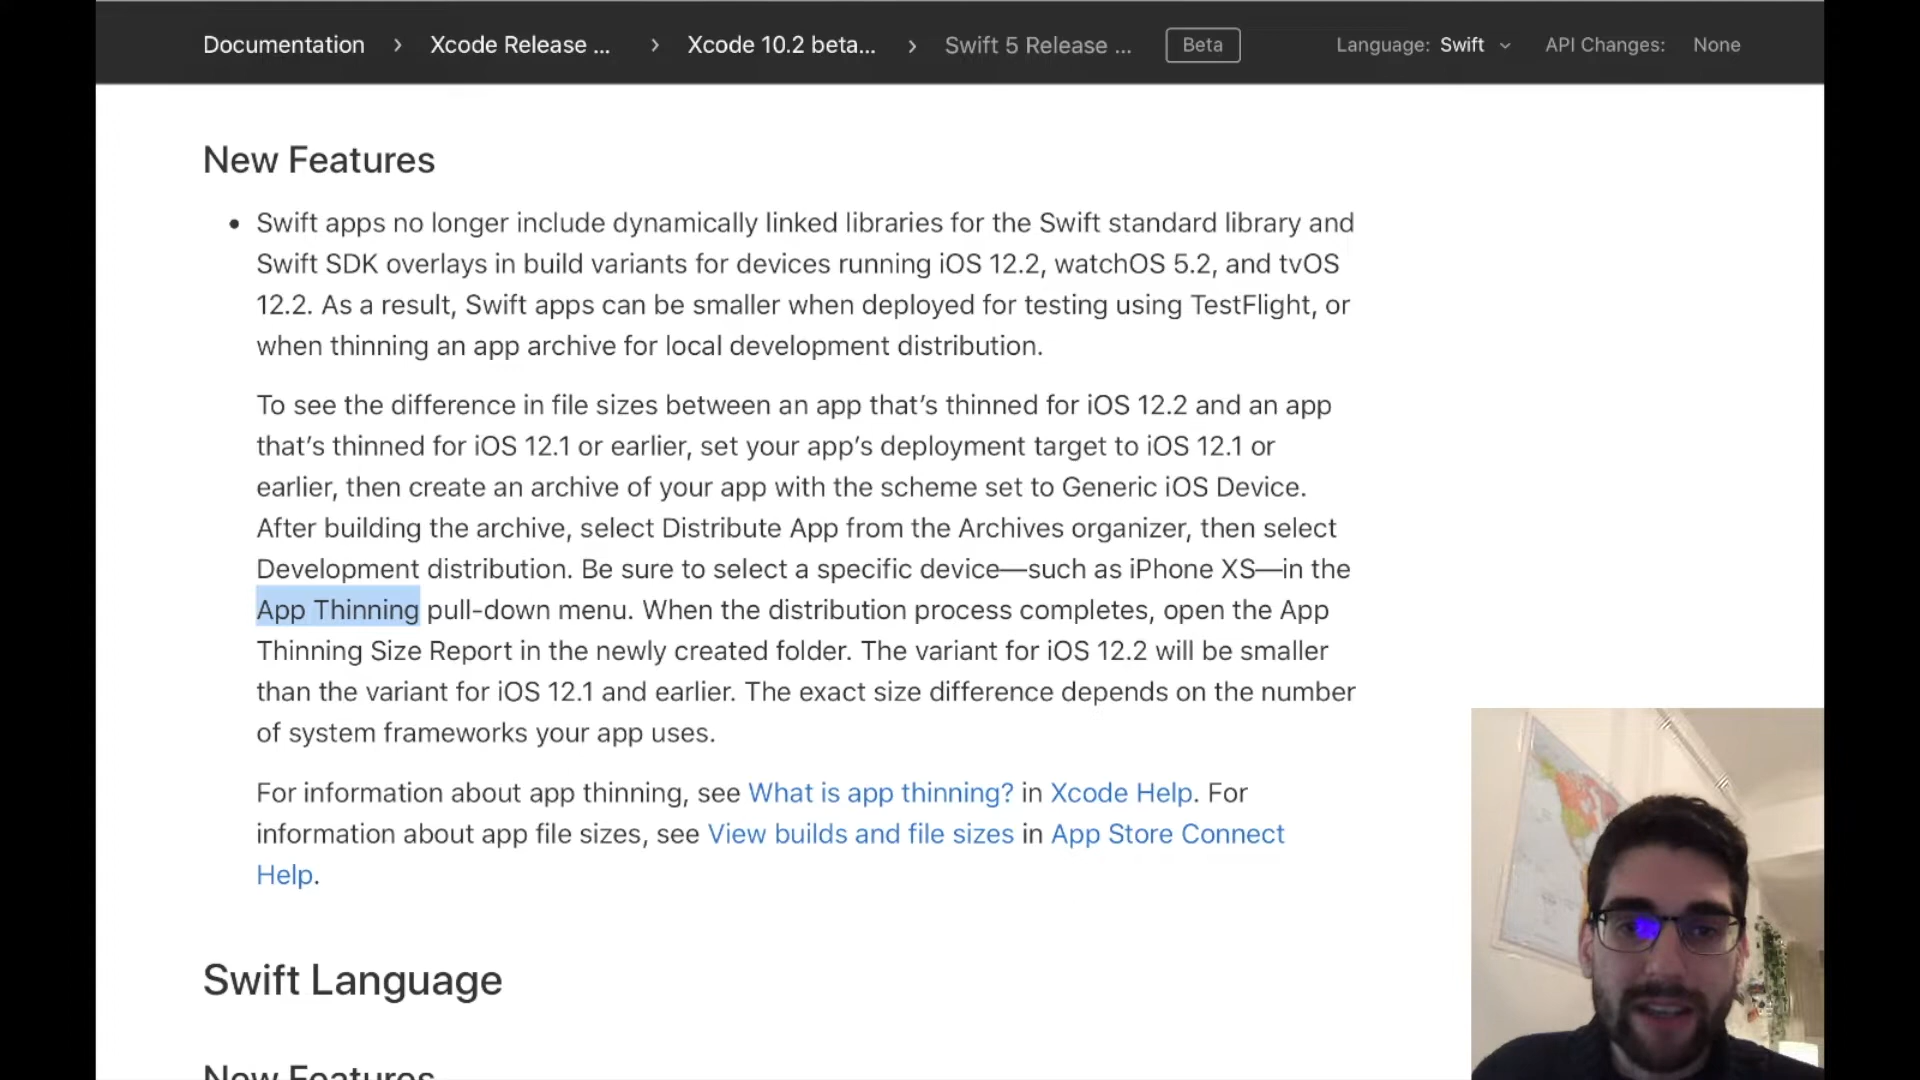 Documentation › Xcode Release ... › Xcode 10.2 beta... › Swift 5 Release ... Beta Language: Swift API Changes: None
New Features
• Swift apps no longer include dynamically linked libraries for the Swift standard library and
Swift SDK overlays in build variants for devices running iOS 12.2, watchOS 5.2, and tvOS
12.2. As a result, Swift apps can be smaller when deployed for testing using TestFlight, or
when thinning an app archive for local development distribution.
To see the difference in file sizes between an app that’s thinned for iOS 12.2 and an app
that’s thinned for iOS 12.1 or earlier, set your app’s deployment target to iOS 12.1 or
earlier, then create an archive of your app with the scheme set to Generic iOS Device.
After building the archive, select Distribute App from the Archives organizer, then select
Development distribution. Be sure to select a specific device—such as iPhone XS—in the
App Thinning pull-down menu. When the distribution process completes, open the App
Thinning Size Report in the newly created folder. The variant for iOS 12.2 will be smaller
than the variant for iOS 12.1 and earlier. The exact size difference depends on the number
of system frameworks your app uses.
For information about app thinning, see What is app thinning? in Xcode Help. For
information about app file sizes, see View builds and file sizes in App Store Connect
Help.
Swift Language
New Features